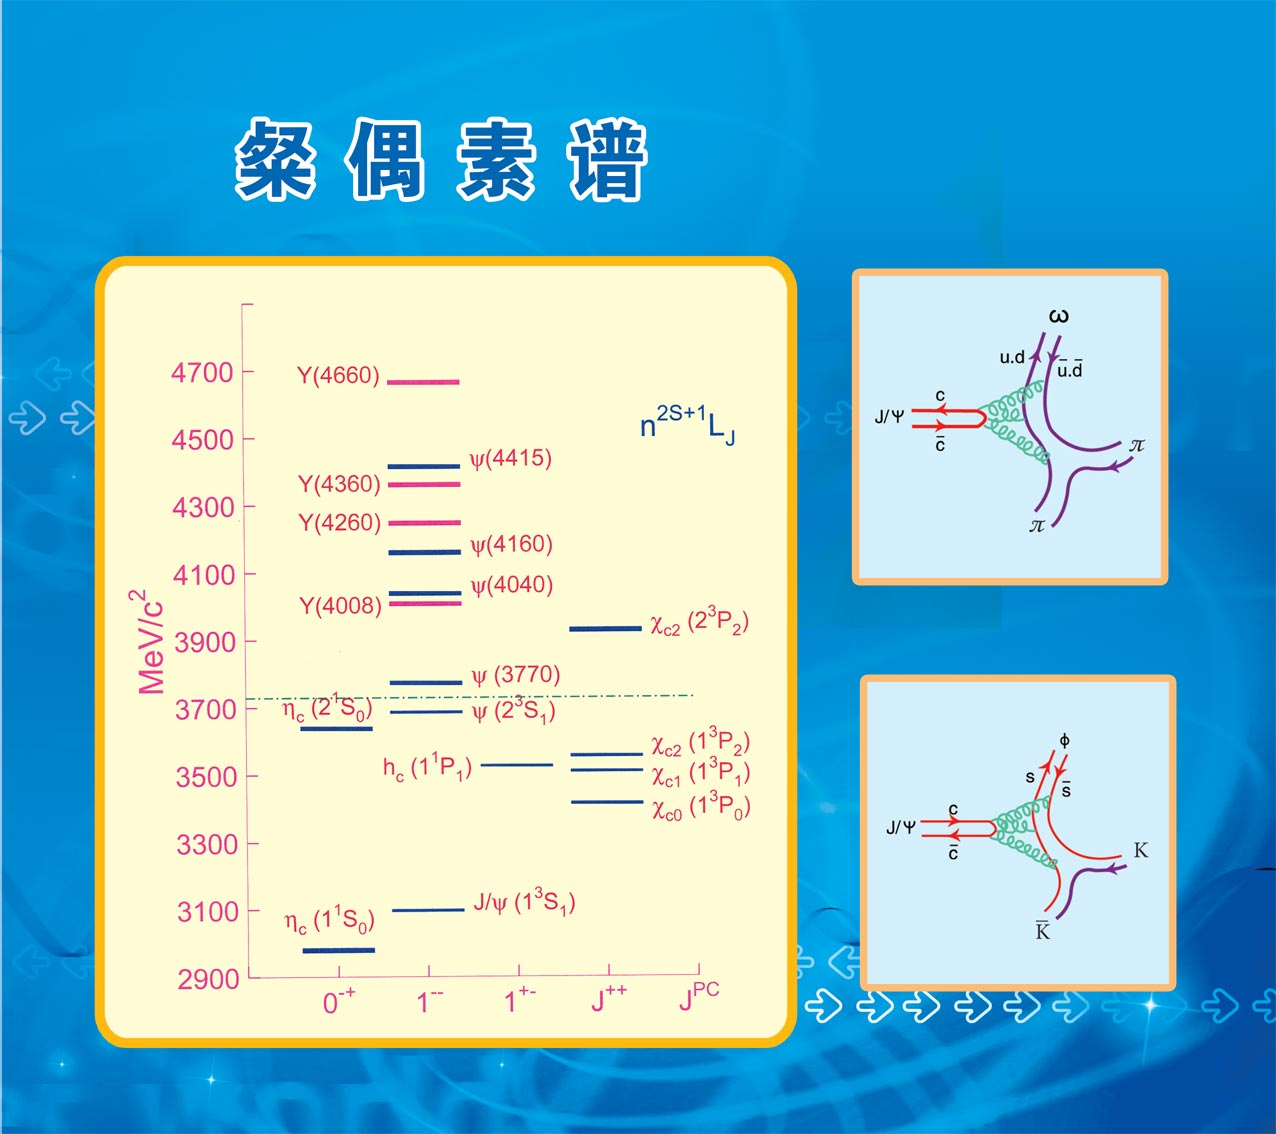 粲偶素谱
MeV/c²
4700
4500
4300
4100
3900
3700
3500
3300
3100
2900
Y(4660)
n²ˢ⁺¹L_J
ψ(4415)
Y(4360)
Y(4260)
ψ(4160)
ψ(4040)
Y(4008)
χc2 (2³P₂)
ψ (3770)
ηc (2¹S₀)
ψ (2³S₁)
χc2 (1³P₂)
hc (1¹P₁)
χc1 (1³P₁)
χc0 (1³P₀)
J/ψ (1³S₁)
ηc (1¹S₀)
0⁻⁺ 1⁻⁻ 1⁺⁻ J⁺⁺ Jᴾᶜ
ω
u.d
ū.d̄
c
J/Ψ
c̄
π
π
ϕ
s
s̄
c
J/Ψ
c̄
K
K̄